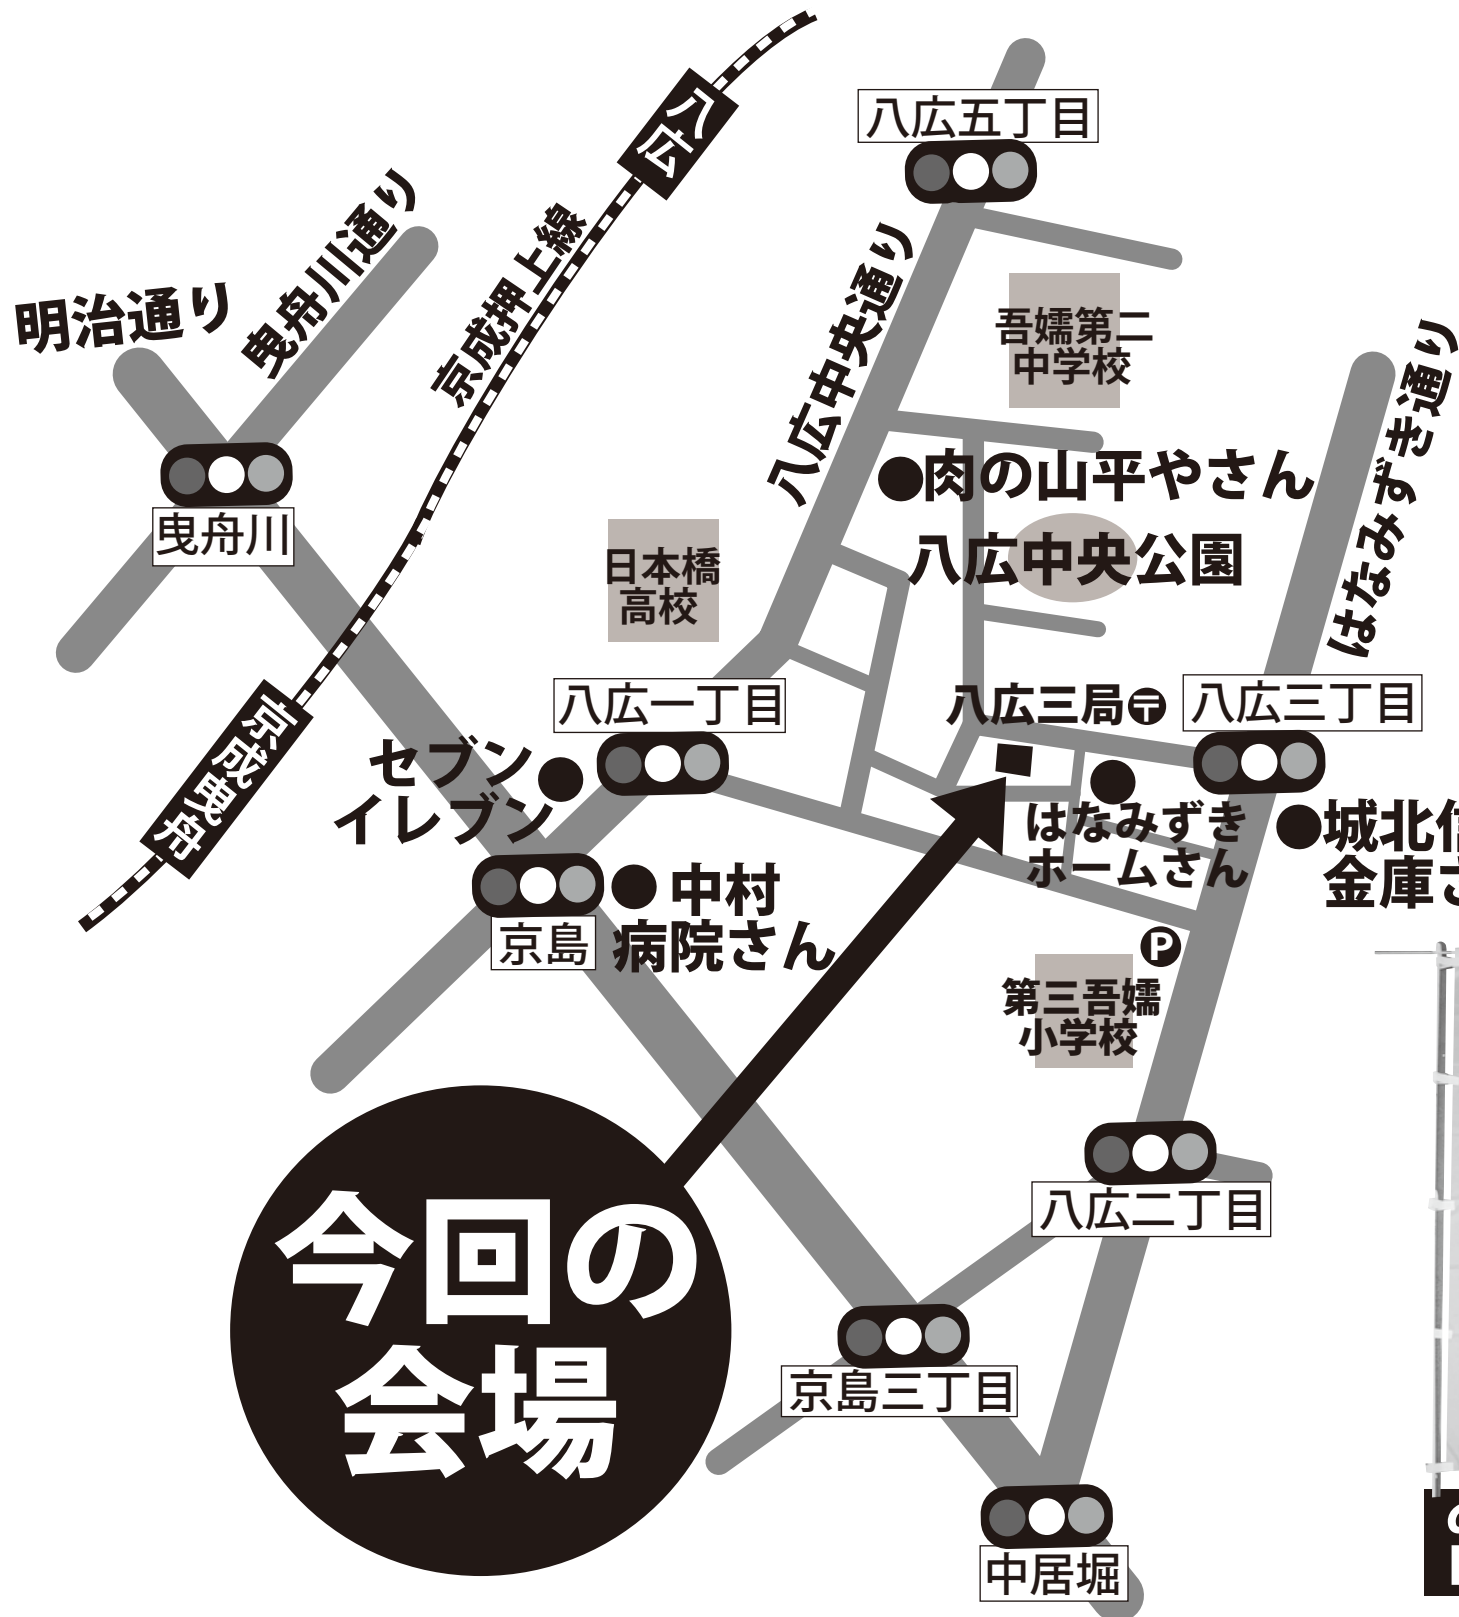 八広
八広五丁目
曳舟川通り
明治通り
京成押上線
八広中央通り
吾嬬第二
中学校
はなみずき通り
肉の山平やさん
曳舟川
八広中央公園
日本橋
高校
八広一丁目
八広三局〒
八広三丁目
京成曳舟
セブン
イレブン
はなみずき
ホームさん
城北信
金庫さ
中村
病院さん
京島
P
第三吾嬬
小学校
八広二丁目
今回の
会場
京島三丁目
中居堀